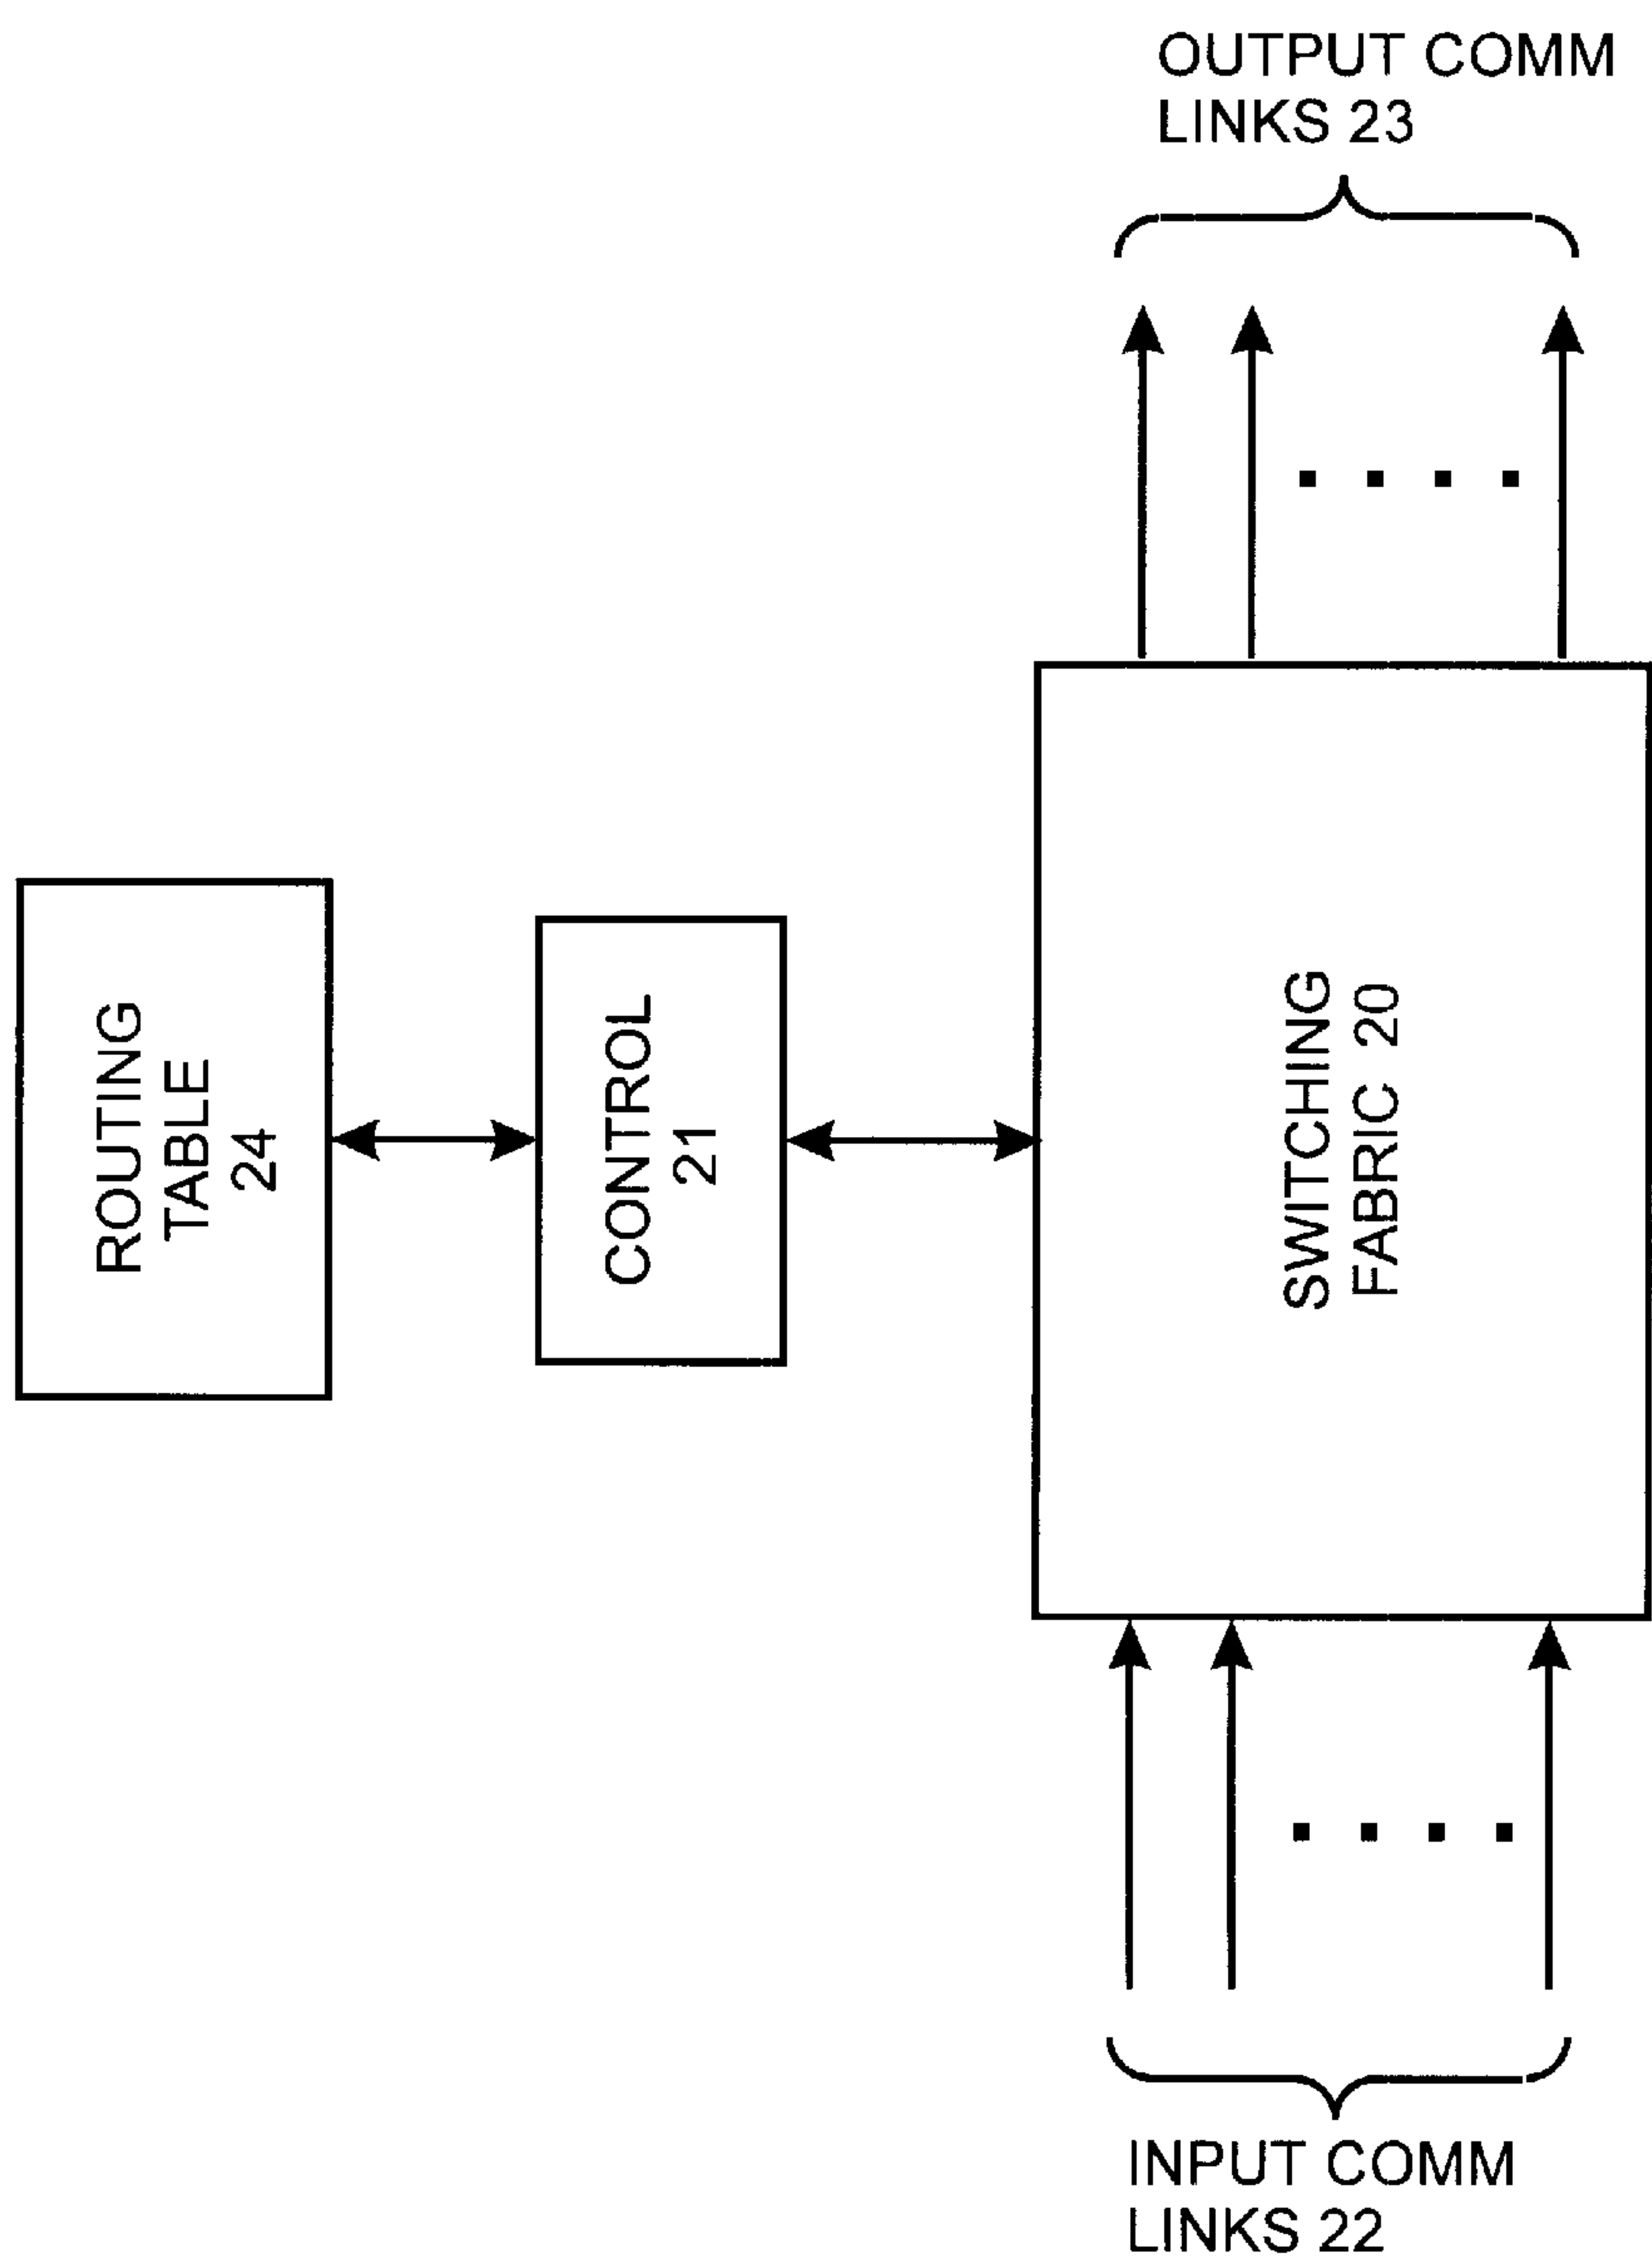 OUTPUT COMM
LINKS 23
ROUTING
TABLE
24
CONTROL
21
SWITCHING
FABRIC 20
INPUT COMM
LINKS 22